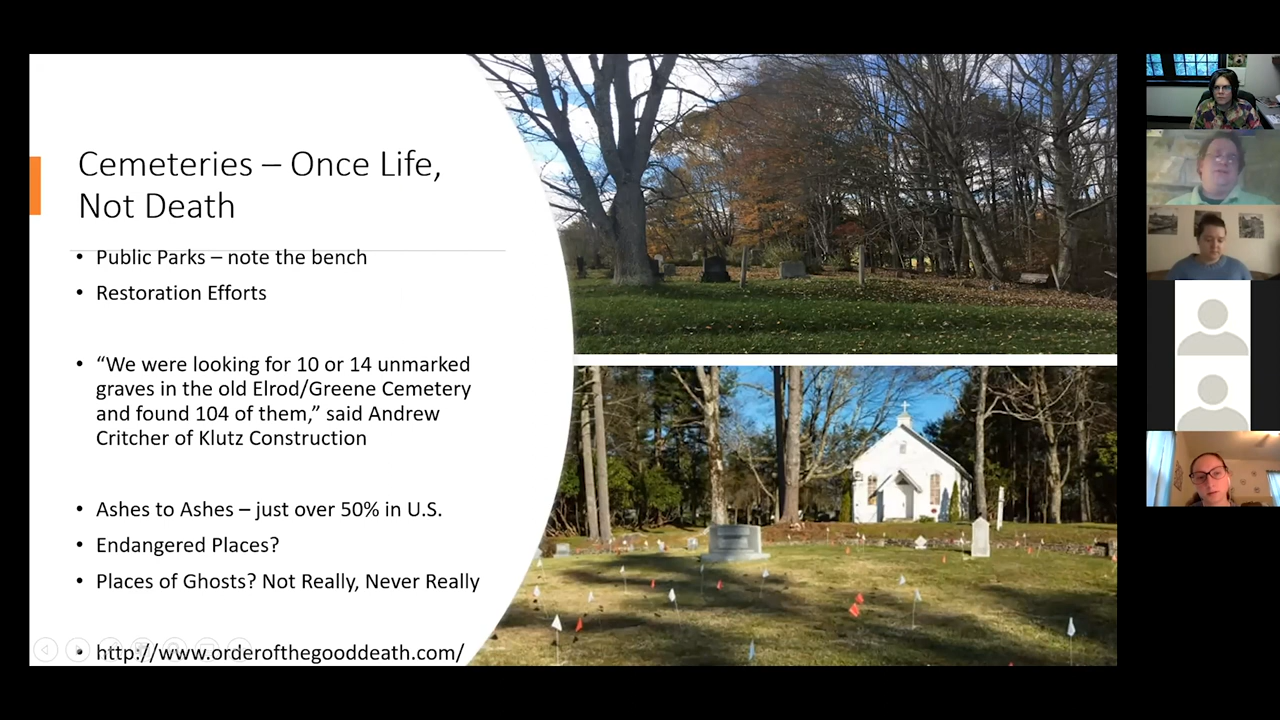 Cemeteries – Once Life,
Not Death
• Public Parks – note the bench
• Restoration Efforts
• “We were looking for 10 or 14 unmarked
graves in the old Elrod/Greene Cemetery
and found 104 of them,” said Andrew
Critcher of Klutz Construction
• Ashes to Ashes – just over 50% in U.S.
• Endangered Places?
• Places of Ghosts? Not Really, Never Really
• http://www.orderofthegooddeath.com/